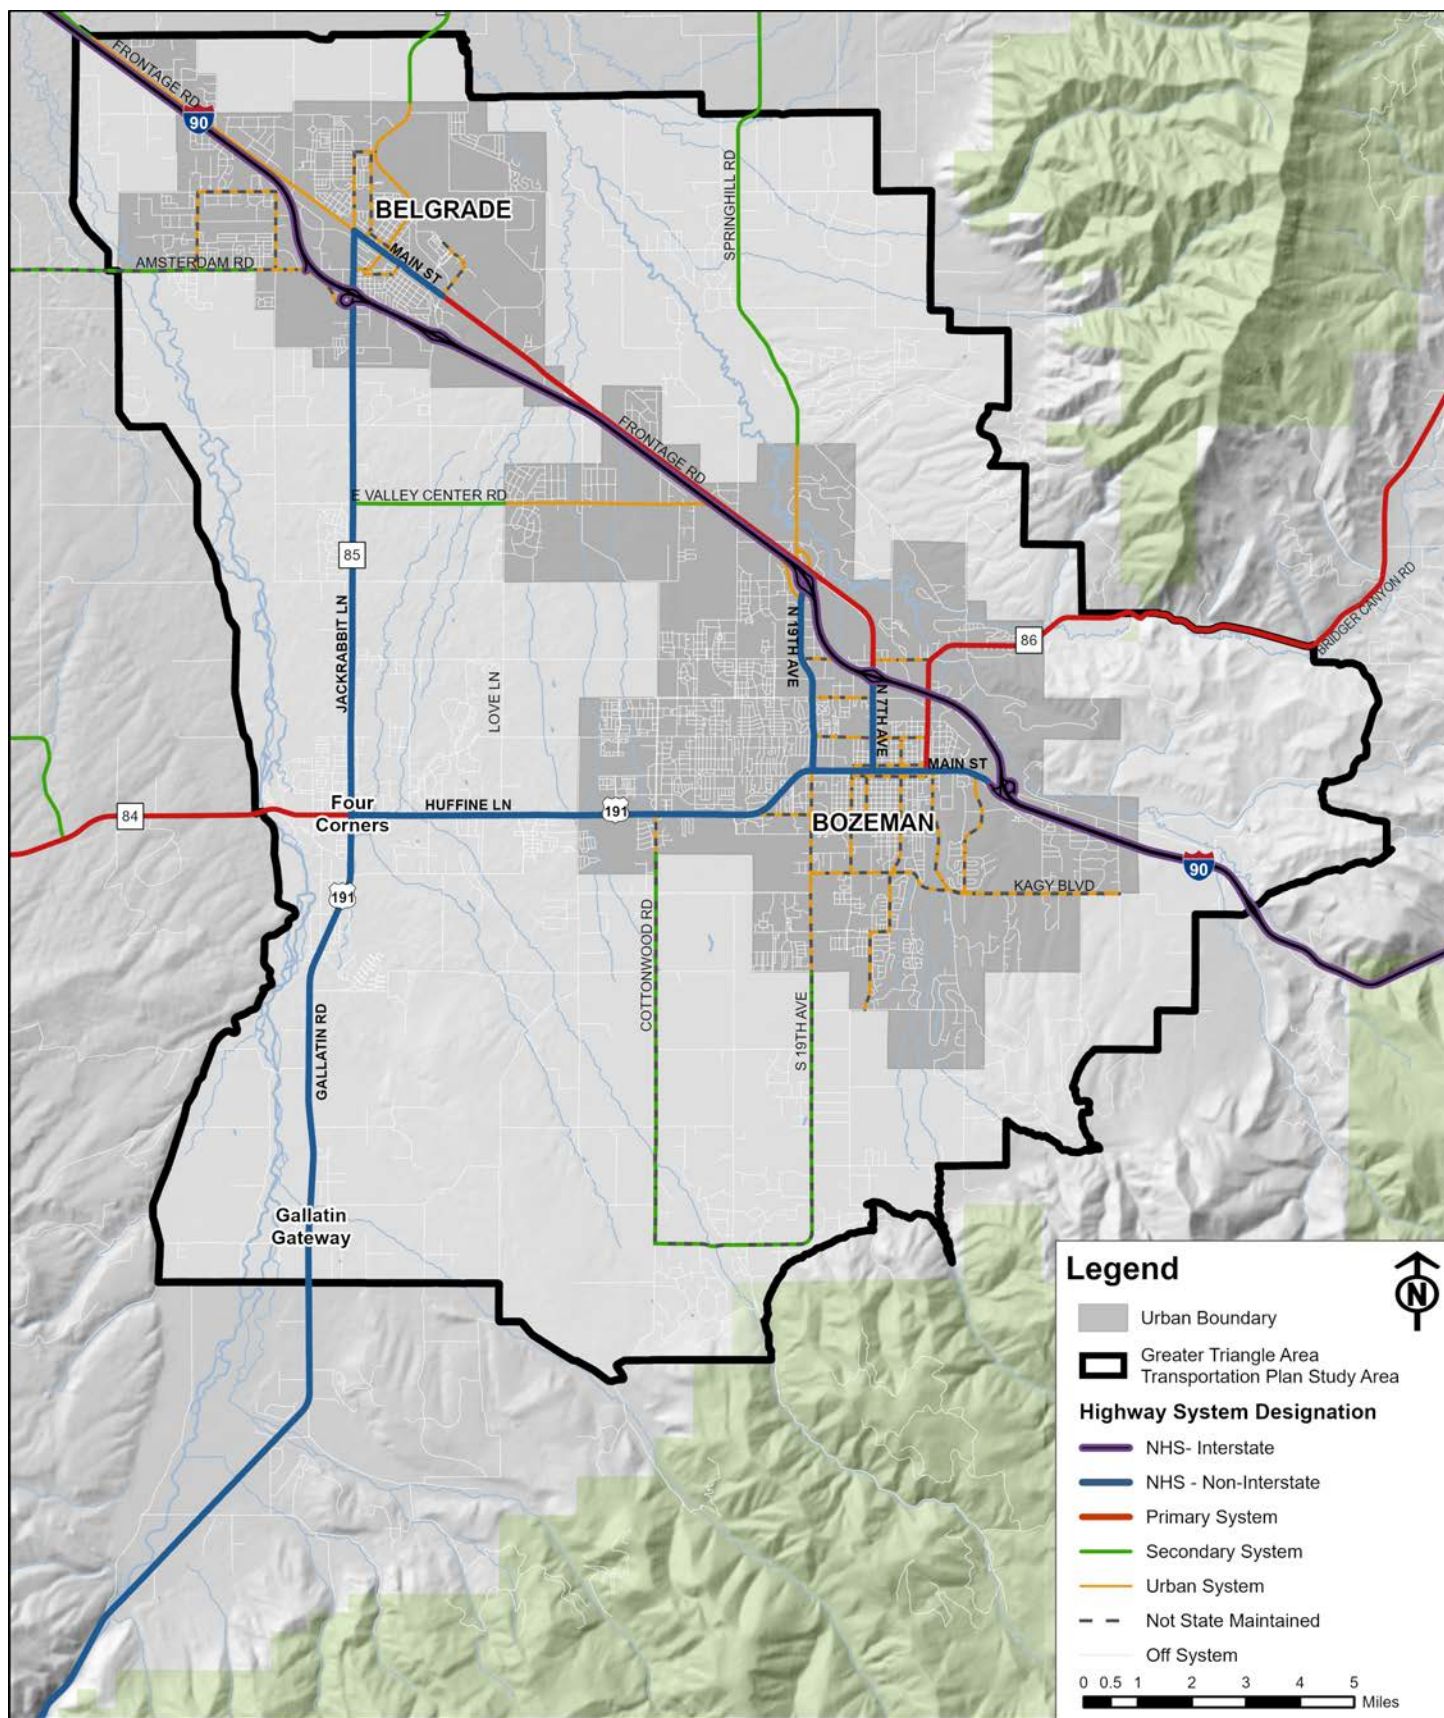 FRONTAGE RD
90
BELGRADE
MAIN ST
AMSTERDAM RD
SPRINGHILL RD
FRONTAGE RD
E VALLEY CENTER RD
85
JACKRABBIT LN
LOVE LN
N 19TH AVE
86
BRIDGER CANYON RD
N 7TH AVE
MAIN ST
84
Four
Corners
HUFFINE LN
191
BOZEMAN
90
191
KAGY BLVD
COTTONWOOD RD
S 19TH AVE
GALLATIN RD
Gallatin
Gateway
Legend
N
Urban Boundary
Greater Triangle Area
Transportation Plan Study Area
Highway System Designation
NHS- Interstate
NHS - Non-Interstate
Primary System
Secondary System
Urban System
Not State Maintained
Off System
0 0.5 1 2 3 4 5
Miles